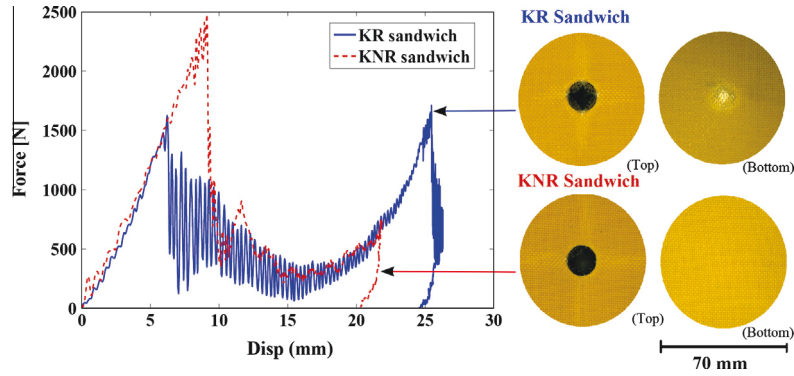 2500
2000
1500
1000
500
0
Force [N]
0 5 10 15 20 25 30
Disp (mm)
KR sandwich
KNR sandwich
KR Sandwich
(Top)
(Bottom)
KNR Sandwich
(Top)
(Bottom)
70 mm